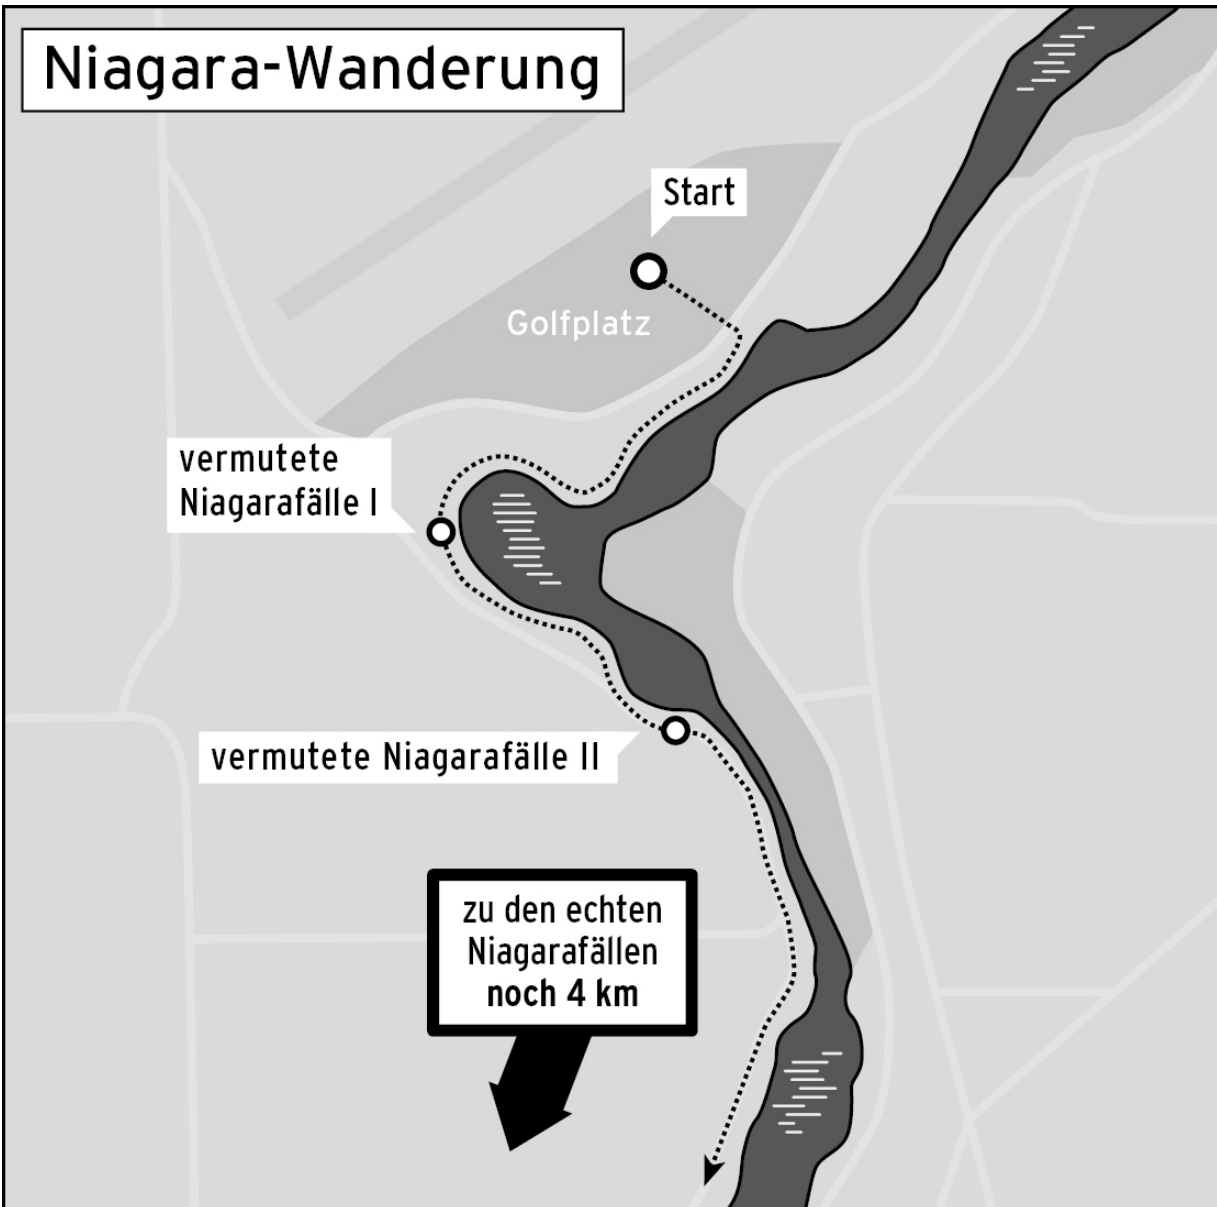 Niagara-Wanderung
Start
Golfplatz
vermutete
Niagarafälle I
vermutete Niagarafälle II
zu den echten
Niagarafällen
noch 4 km